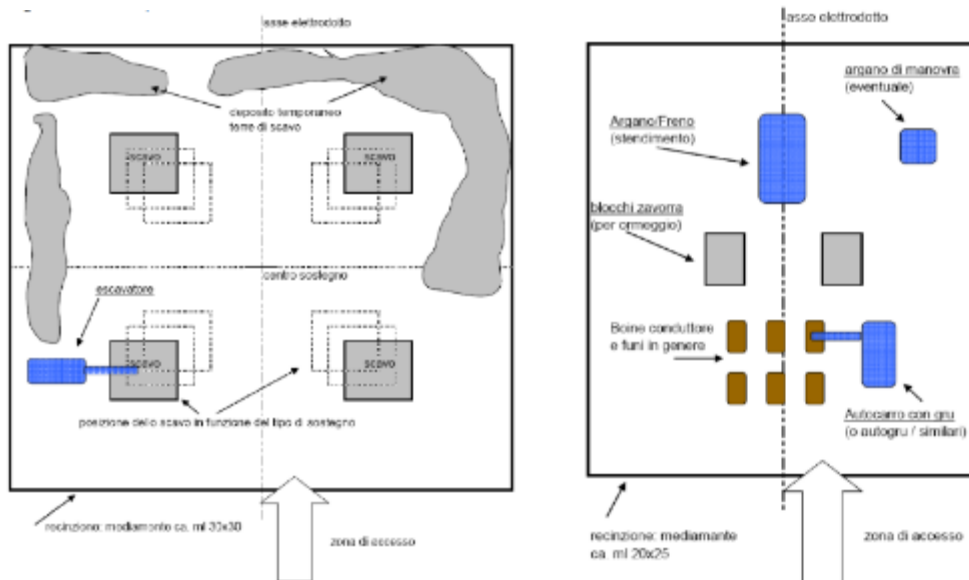 asse elettrodotto
deposito temporaneo
terre di scavo
scavo
scavo
centro sostegno
escavatore
scavo
scavo
posizione dello scavo in funzione del tipo di sostegno
recinzione: mediamente ca. ml 30x30
zona di accesso
asse elettrodotto
argano di manovra
(eventuale)
Argano/Freno
(stendimento)
blocchi zavorra
(per ormeggio)
Boine conduttore
e funi in genere
Autocarro con gru
(o autogru / similari)
recinzione: mediamante
ca. ml 20x25
zona di accesso